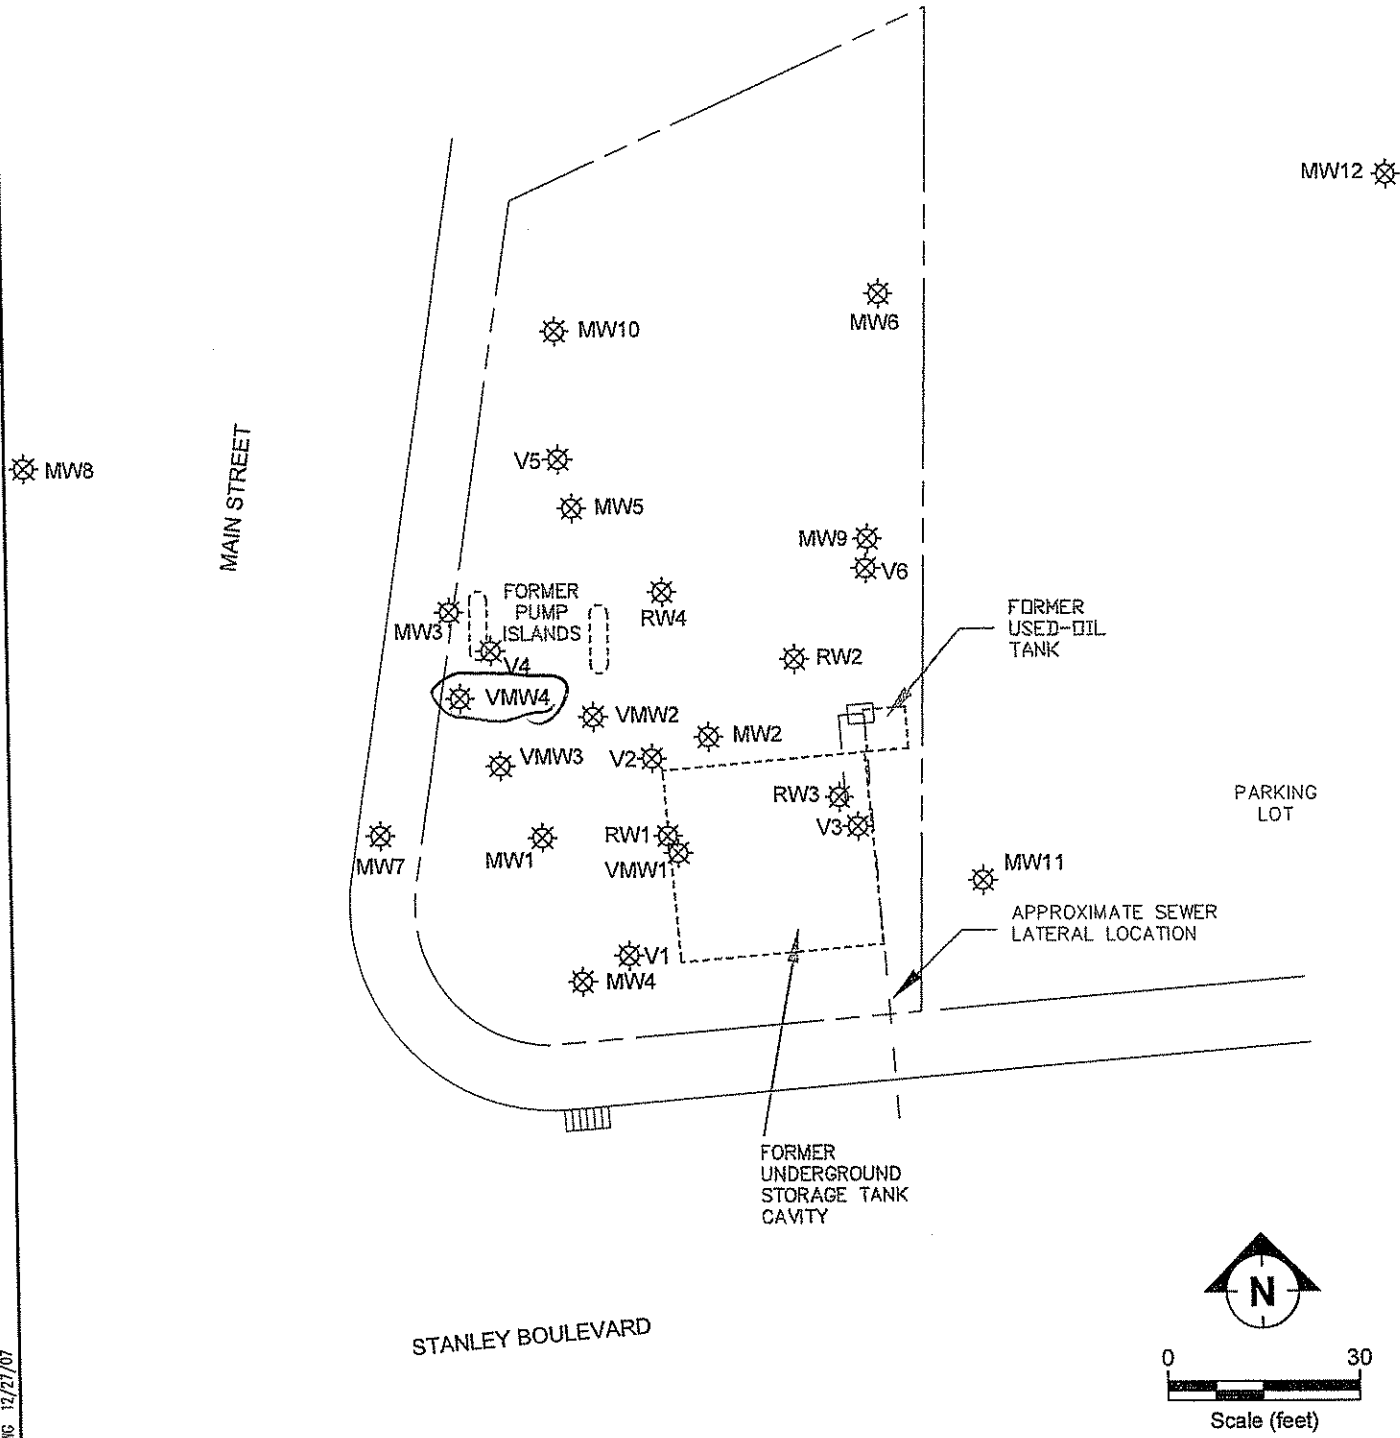 MW12
MW6
MW10
MAIN STREET
MW8
V5
MW5
MW9
V6
FORMER
PUMP
ISLANDS
RW4
MW3
V4
FORMER
USED-OIL
TANK
RW2
VMW4
VMW2
MW2
VMW3
V2
RW3
PARKING
LOT
V3
RW1
MW7
MW1
VMW1
MW11
APPROXIMATE SEWER
LATERAL LOCATION
V1
MW4
FORMER
UNDERGROUND
STORAGE TANK
CAVITY
N
STANLEY BOULEVARD
0 30
Scale (feet)
12/27/07